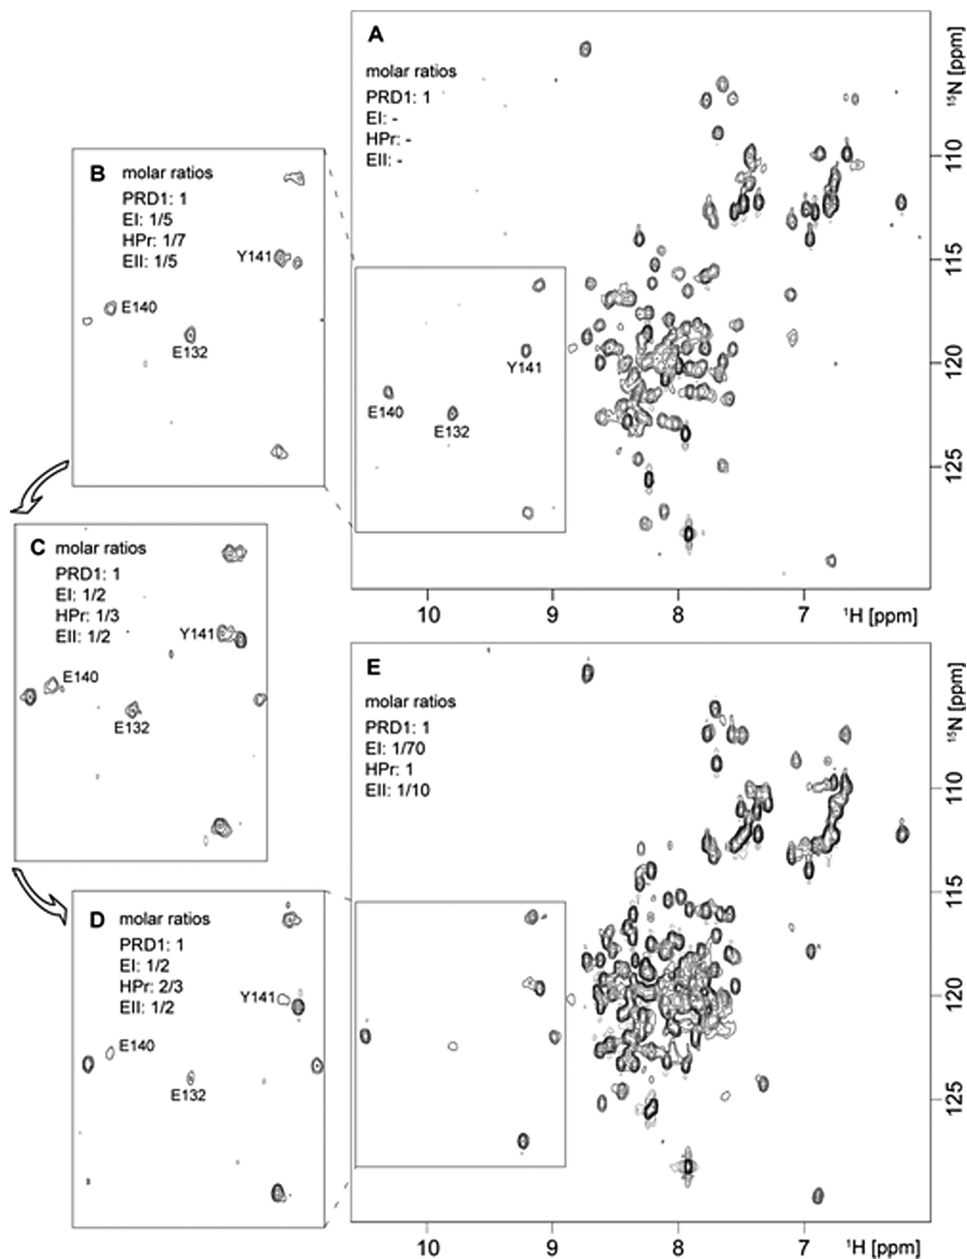 A
molar ratios
PRD1: 1
EI: -
HPr: -
EII: -
Y141
E140
E132
¹⁵N [ppm]
110
115
120
125
10
9
8
7
¹H [ppm]
B molar ratios
PRD1: 1
EI: 1/5
HPr: 1/7
EII: 1/5
Y141
E140
E132
C molar ratios
PRD1: 1
EI: 1/2
HPr: 1/3
EII: 1/2
Y141
E140
E132
D molar ratios
PRD1: 1
EI: 1/2
HPr: 2/3
EII: 1/2
Y141
E140
E132
E
molar ratios
PRD1: 1
EI: 1/70
HPr: 1
EII: 1/10
¹⁵N [ppm]
110
115
120
125
10
9
8
7
¹H [ppm]